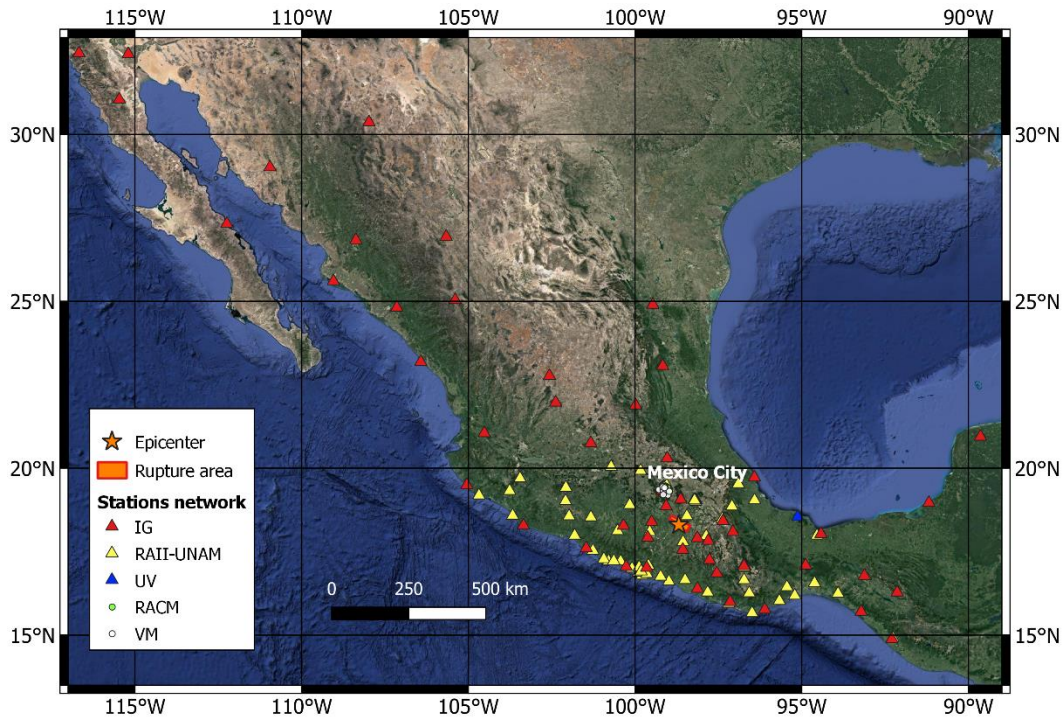 115°W 110°W 105°W 100°W 95°W 90°W
30°N 30°N
25°N 25°N
20°N 20°N
Mexico City
Epicenter
Rupture area
Stations network
IG
RAII-UNAM
UV
RACM
VM
0 250 500 km
15°N 15°N
115°W 110°W 105°W 100°W 95°W 90°W